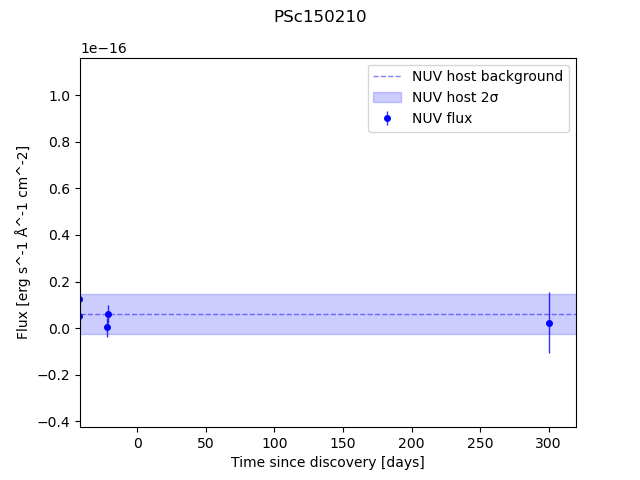 PSc150210
1e−16
NUV host background
NUV host 2σ
NUV flux
1.0
0.8
0.6
0.4
0.2
0.0
−0.2
−0.4
Flux [erg s^-1 Å^-1 cm^-2]
0
50
100
150
200
250
300
Time since discovery [days]